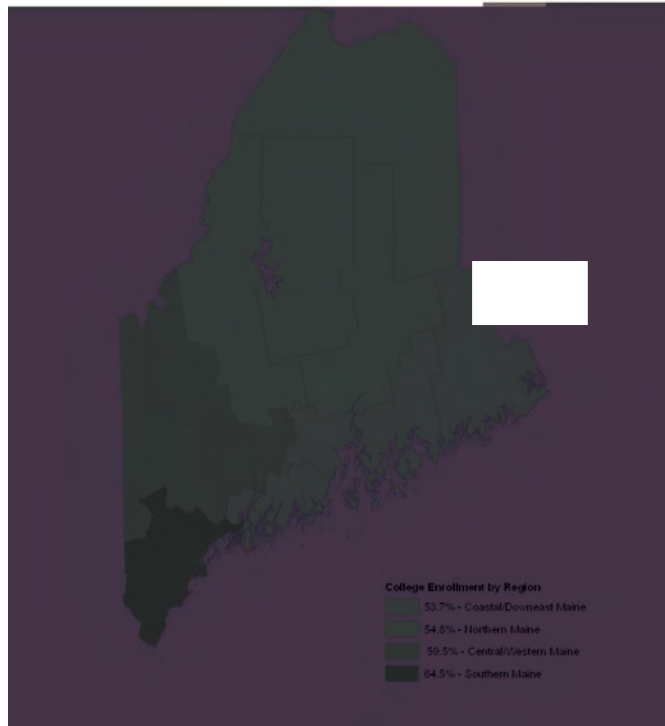 College Enrollment by Region
53.7% - Coastal/Downeast Maine
54.8% - Northern Maine
59.5% - Central/Western Maine
64.5% - Southern Maine